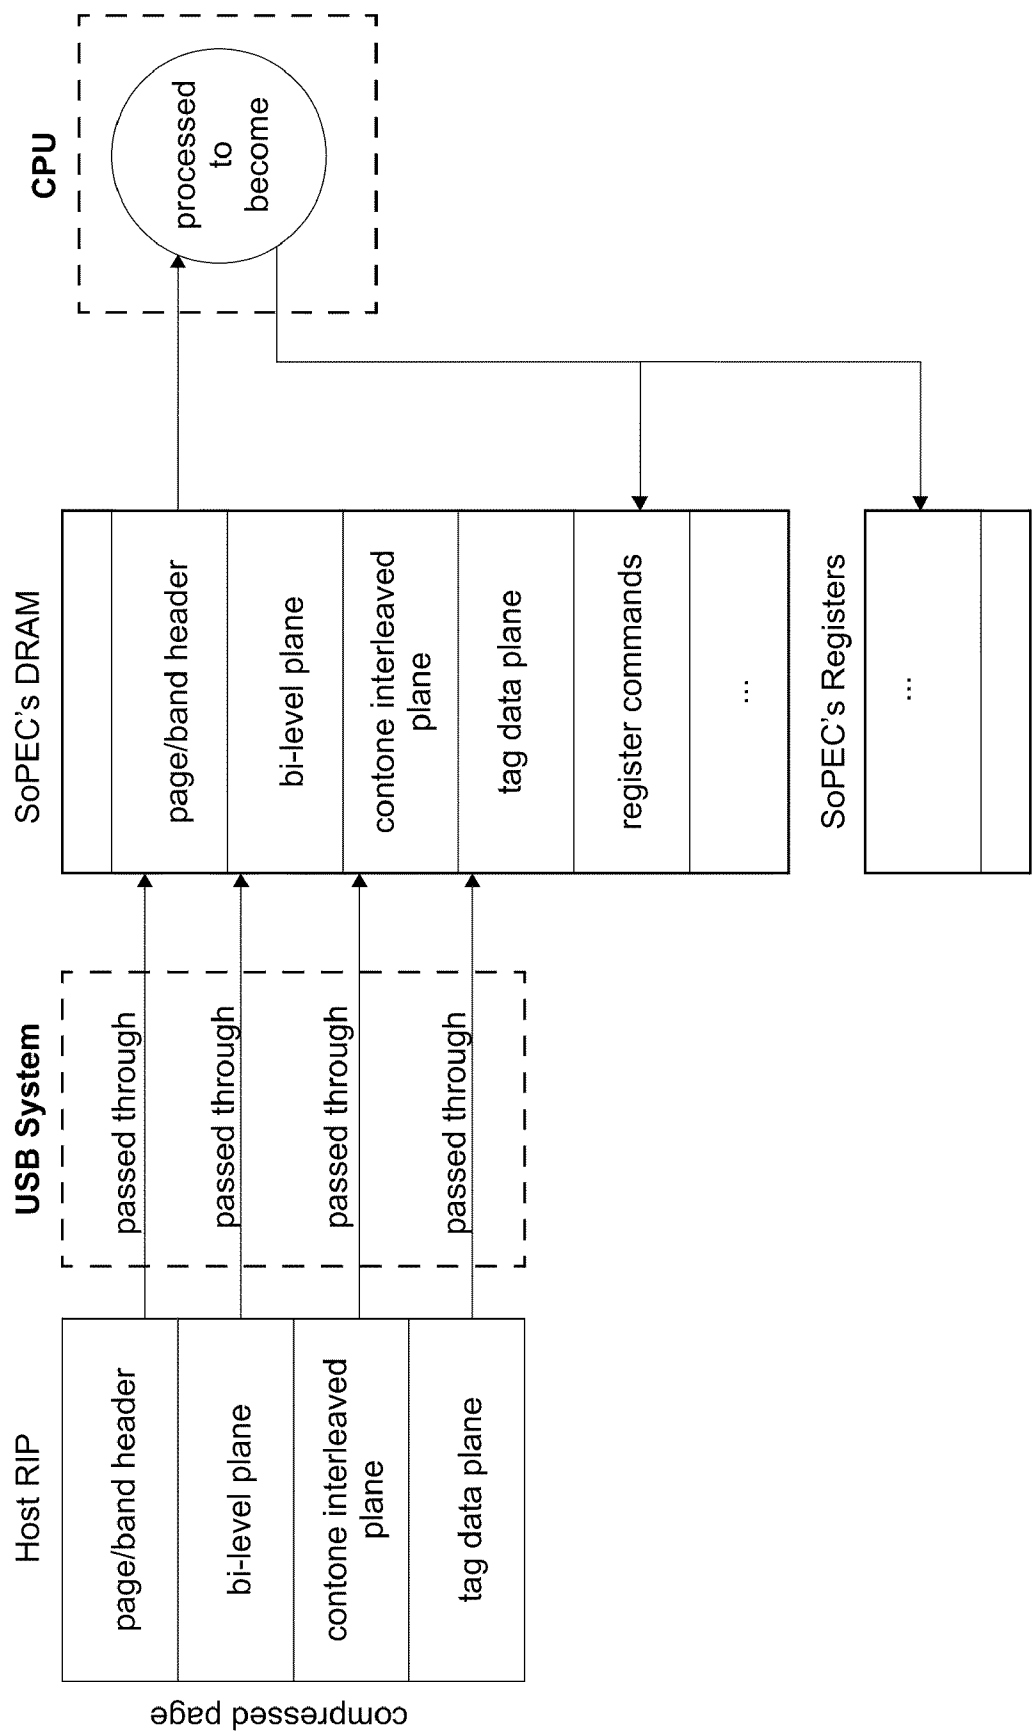 compressed page
Host RIP
page/band header
bi-level plane
contone interleaved
plane
tag data plane
USB System
passed through
passed through
passed through
passed through
SoPEC's DRAM
page/band header
bi-level plane
contone interleaved
plane
tag data plane
register commands
...
SoPEC's Registers
...
CPU
processed
to
become